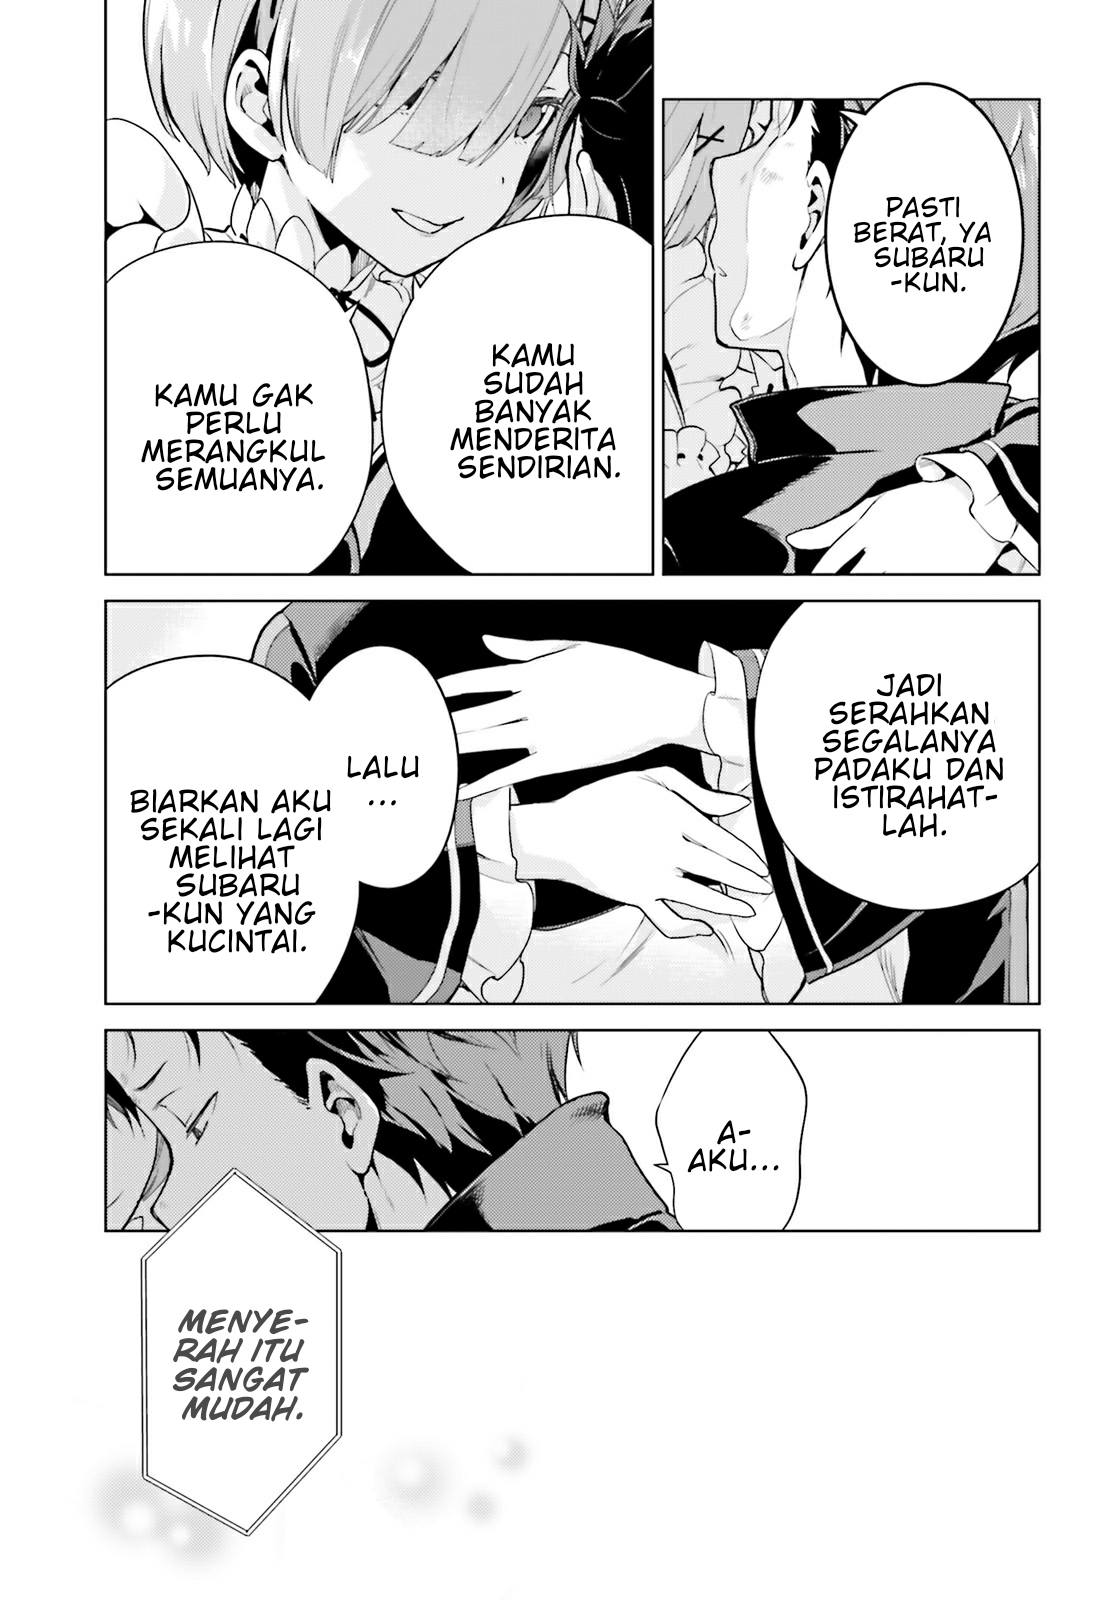 PASTI
BERAT, YA
SUBARU
-KUN.
KAMU
SUDAH
BANYAK
MENDERITA
SENDIRIAN.
KAMU GAK
PERLU
MERANGKUL
SEMUANYA.
JADI
SERAHKAN
SEGALANYA
PADAKU DAN
ISTIRAHAT-
LAH.
LALU
...
BIARKAN AKU
SEKALI LAGI
MELIHAT
SUBARU
-KUN YANG
KUCINTAI.
A-
AKU...
MENYE-
RAH ITU
SANGAT
MUDAH.